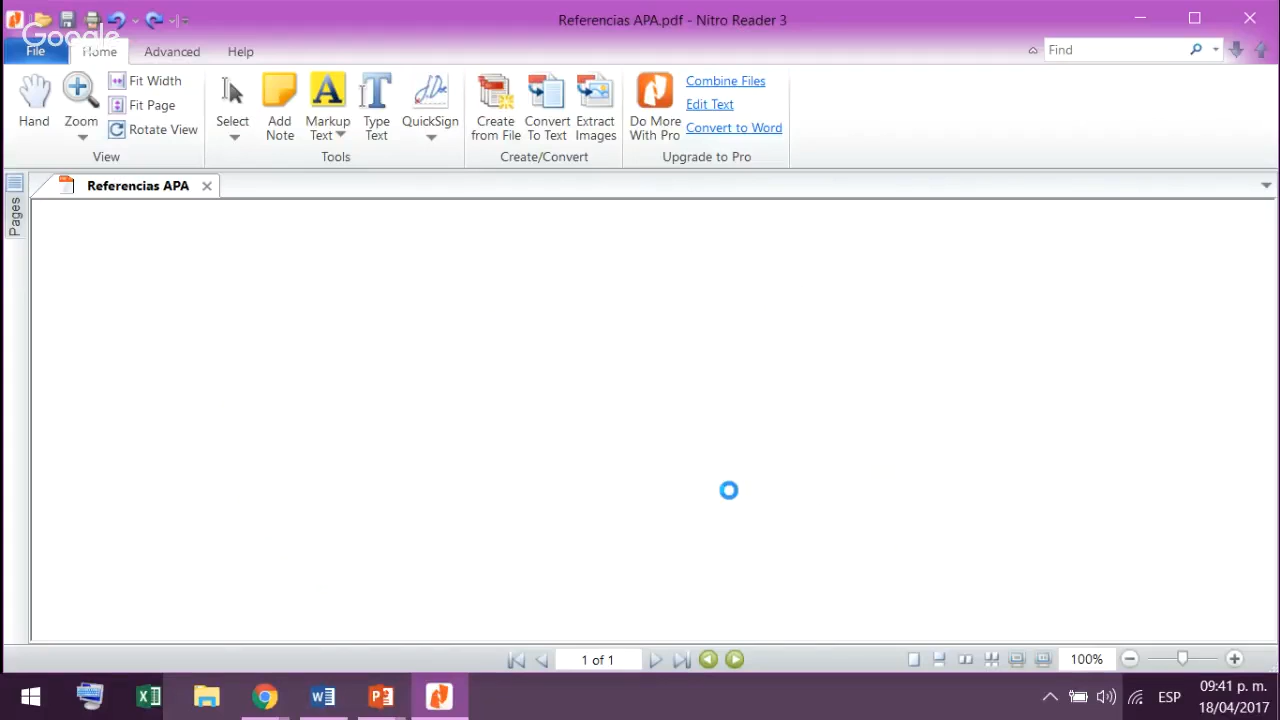 Referencias APA.pdf - Nitro Reader 3
Google
File Home Advanced Help Find
Hand Zoom Fit Width Fit Page Rotate View
View
Select Add Note Markup Text Type Text QuickSign
Tools
Create from File Convert To Text Extract Images
Create/Convert
Do More With Pro Combine Files Edit Text Convert to Word
Upgrade to Pro
Referencias APA
Pages
1 of 1 100%
ESP 09:41 p. m.
18/04/2017